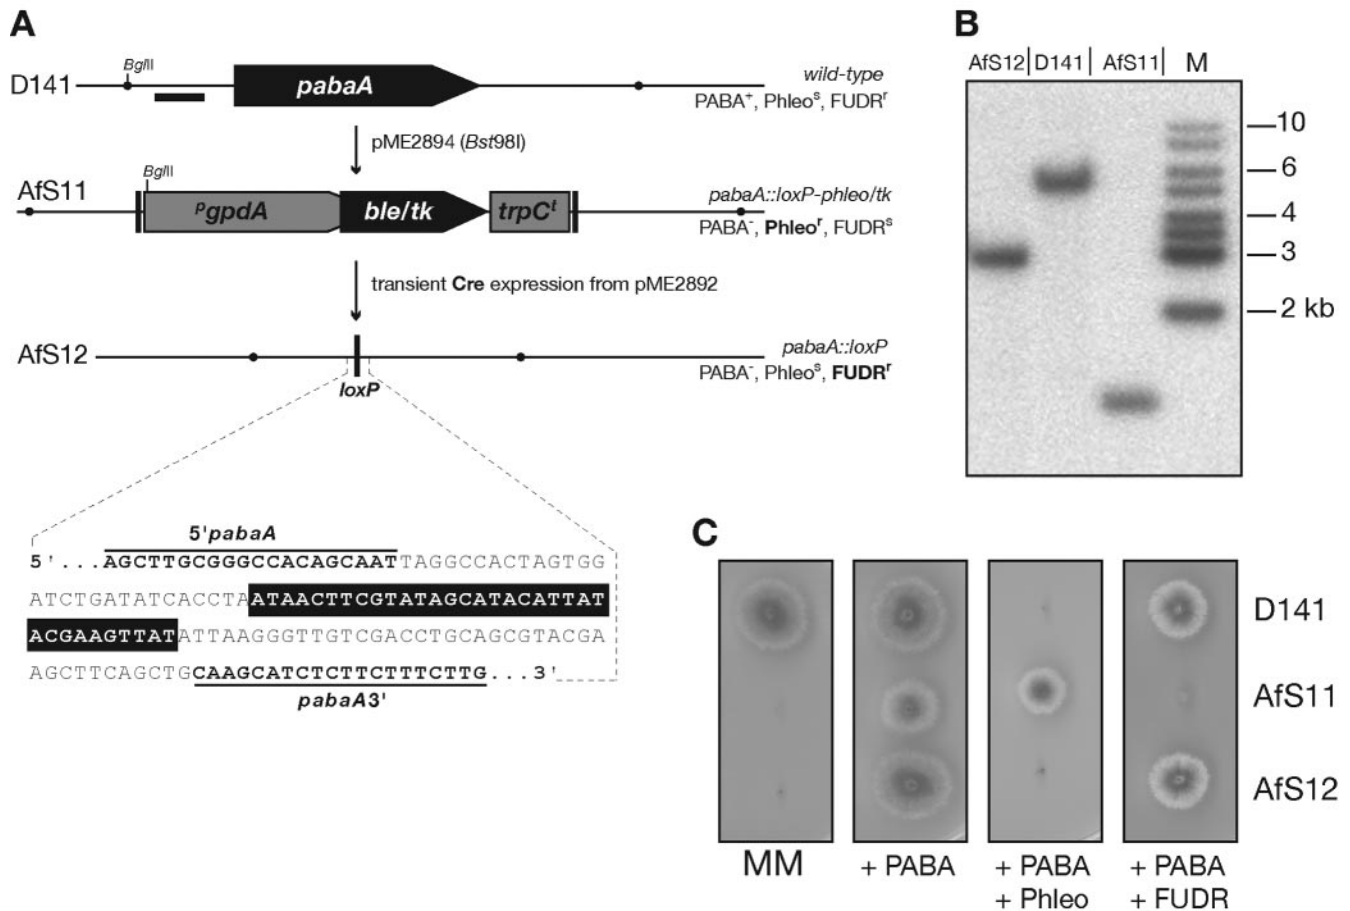 A
BglII
D141
pabaA
wild-type
PABA⁺, Phleoˢ, FUDRʳ
pME2894 (Bst98I)
BglII
AfS11
ᴾgpdA
ble/tk
trpCᵗ
pabaA::loxP-phleo/tk
PABA⁻, Phleoʳ, FUDRˢ
transient Cre expression from pME2892
AfS12
loxP
pabaA::loxP
PABA⁻, Phleoˢ, FUDRʳ
5'pabaA
5'...AGCTTGCGGGCCACAGCAATTAGGCCACTAGTGG
ATCTGATATCACCTAATAACTTCGTATAGCATACATTAT
ACGAAGTTATATTAAGGGTTGTCGACCTGCAGCGTACGA
AGCTTCAGCTGCAAGCATCTCTTCTTTCTTG...3'
pabaA3'
B
AfS12 D141 AfS11 M
10
6
4
3
2 kb
C
D141
AfS11
AfS12
MM
+ PABA
+ PABA
+ Phleo
+ PABA
+ FUDR